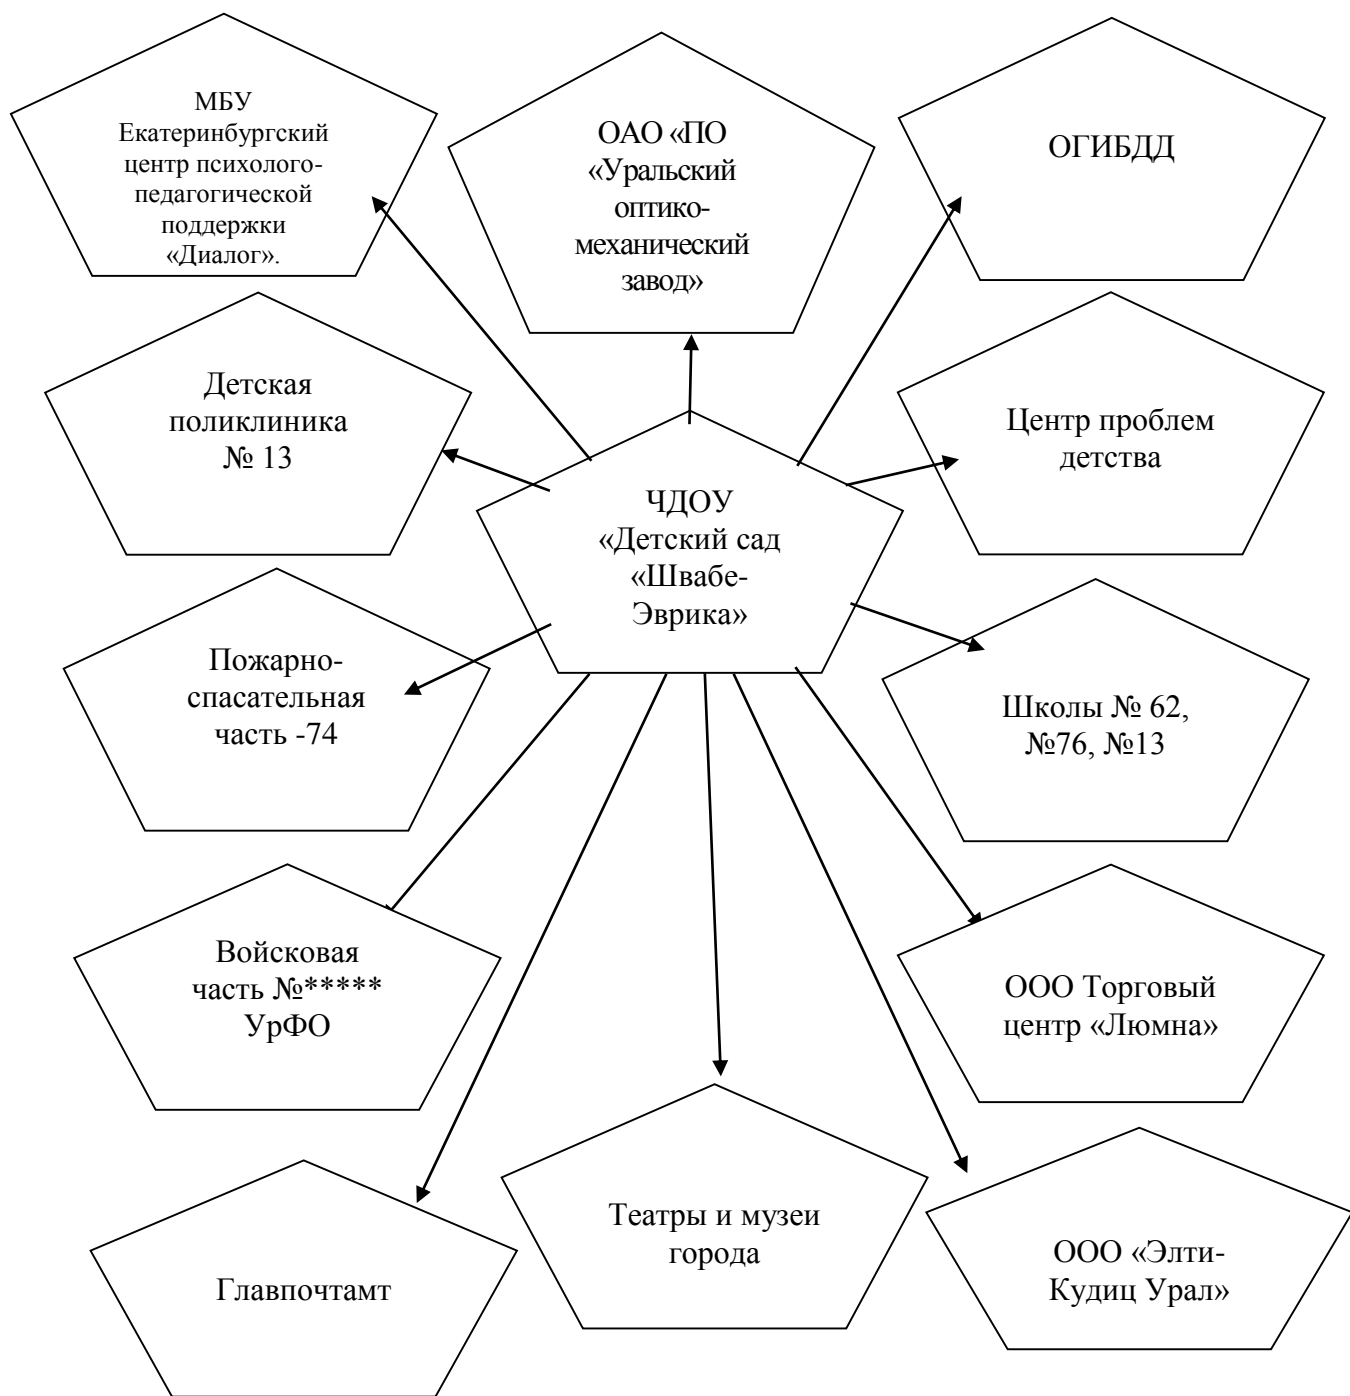 МБУ
Екатеринбургский
центр психолого-
педагогической
поддержки
«Диалог».
ОАО «ПО
«Уральский
оптико-
механический
завод»
ОГИБДД
Детская
поликлиника
№ 13
Центр проблем
детства
ЧДОУ
«Детский сад
«Швабе-
Эврика»
Пожарно-
спасательная
часть -74
Школы № 62,
№76, №13
Войсковая
часть №*****
УрФО
ООО Торговый
центр «Люмна»
Главпочтамт
Театры и музеи
города
ООО «Элти-
Кудиц Урал»